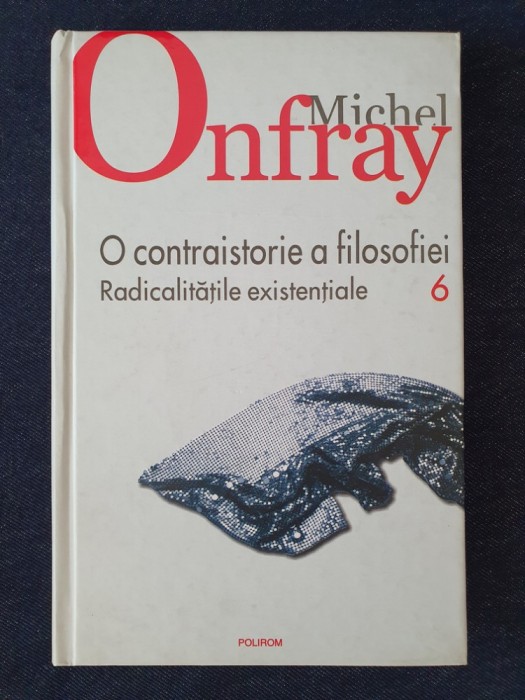 Michel
Onfray
O contraistorie a filosofiei
Radicalitățile existențiale 6
POLIROM